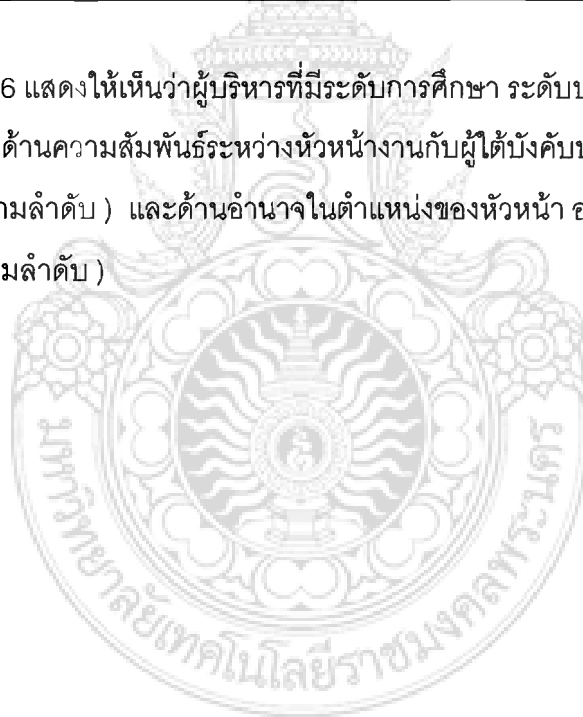 6 แสดงให้เห็นว่าผู้บริหารที่มีระดับการศึกษา ระดับ
ด้านความสัมพันธ์ระหว่างหัวหน้างานกับผู้ใต้บังคับ
ามลำดับ ) และด้านอำนาจในตำแหน่งของหัวหน้า
มลำดับ )
มหาวิทยาลัยเทคโนโลยีราชมงคลพระนคร